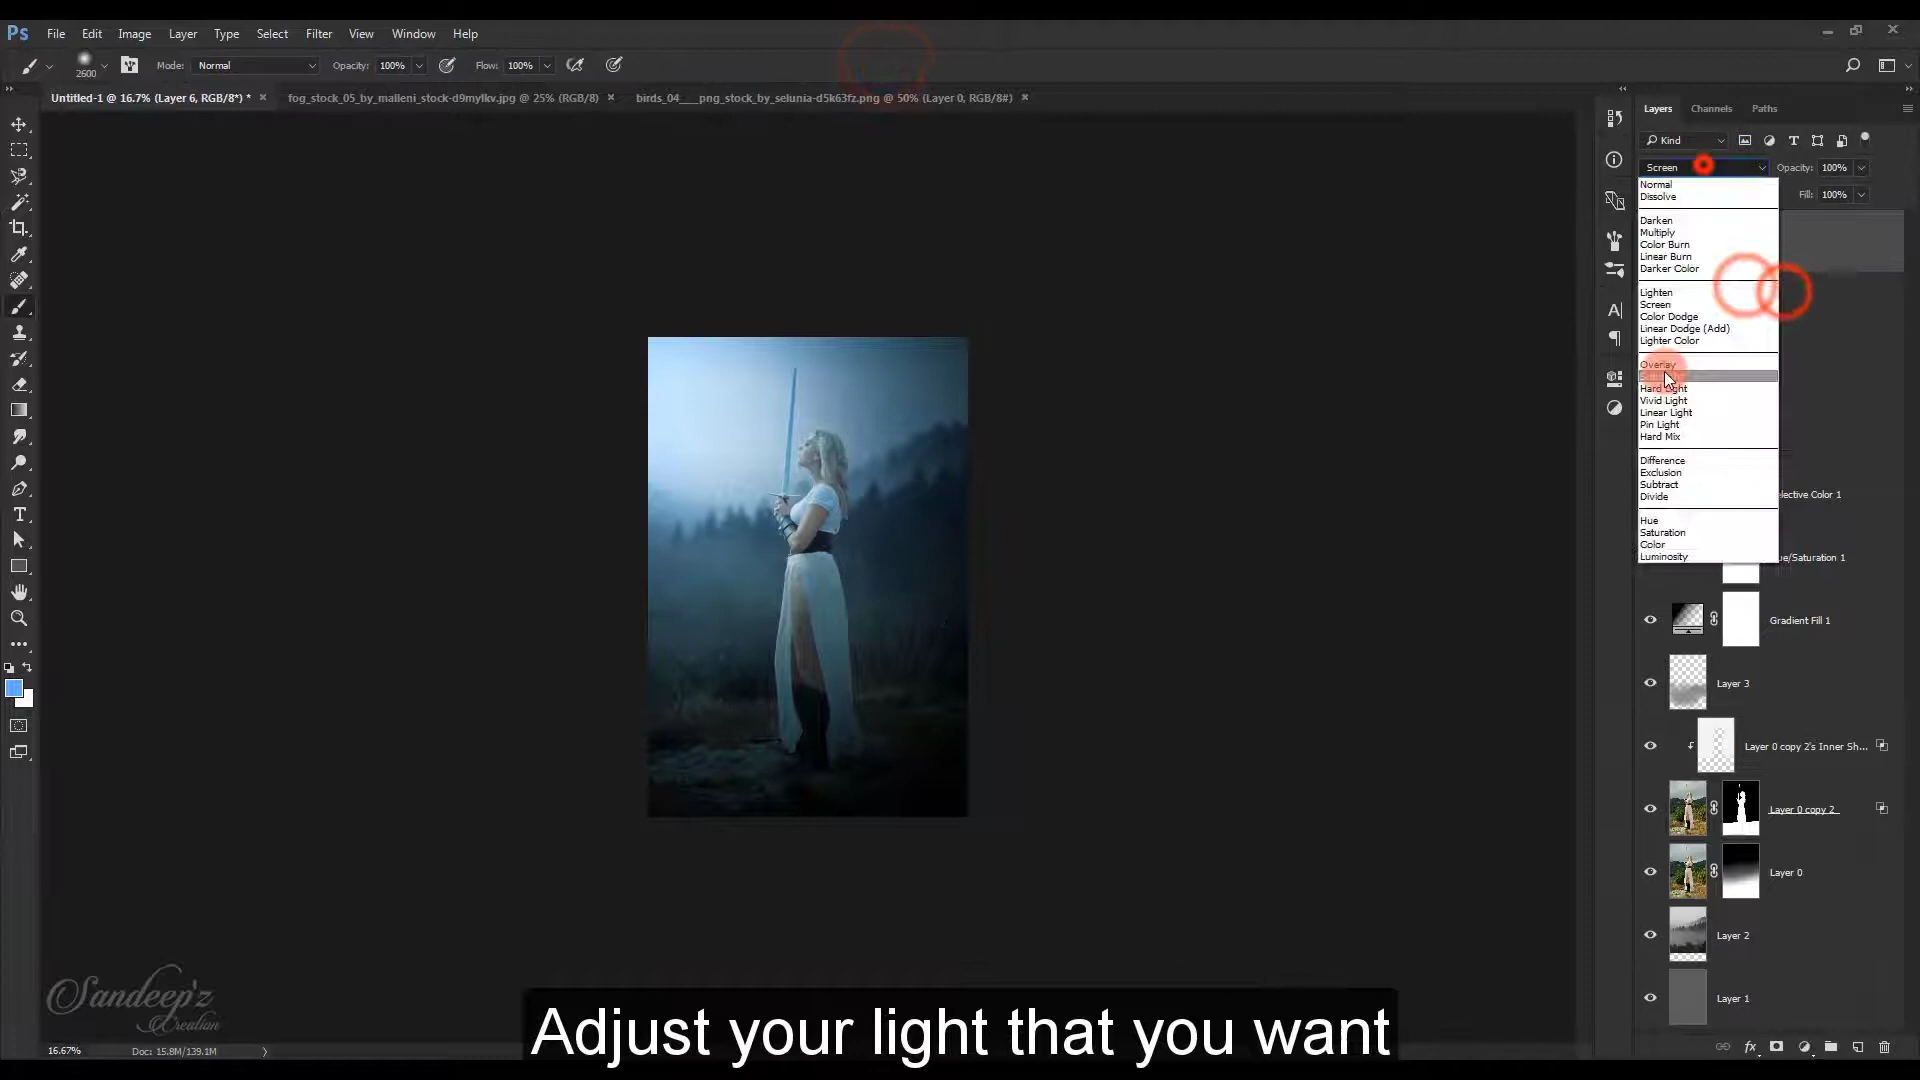 Ps File Edit Image Layer Type Select Filter View Window Help
2600 Mode: Normal Opacity: 100% Flow: 100%
Untitled-1 @ 16.7% (Layer 6, RGB/8*) * × fog_stock_05_by_malleni_stock-d9mylkv.jpg @ 25% (RGB/8) × birds_04___png_stock_by_selunia-d5k63fz.png @ 50% (Layer 0, RGB/8#) ×
Layers Channels Paths
Kind
Screen Opacity: 100%
Fill: 100%
Normal
Dissolve
Darken
Multiply
Color Burn
Linear Burn
Darker Color
Lighten
Screen
Color Dodge
Linear Dodge (Add)
Lighter Color
Overlay
Hard Light
Vivid Light
Linear Light
Pin Light
Hard Mix
Difference
Exclusion
Subtract
Divide
Hue
Saturation
Color
Luminosity
elective Color 1
ue/Saturation 1
Gradient Fill 1
Layer 3
Layer 0 copy 2's Inner Sh...
Layer 0 copy 2
Layer 0
Layer 2
Layer 1
Sandeep'z
Creation
Adjust your light that you want
16.67% Doc: 15.8M/139.1M